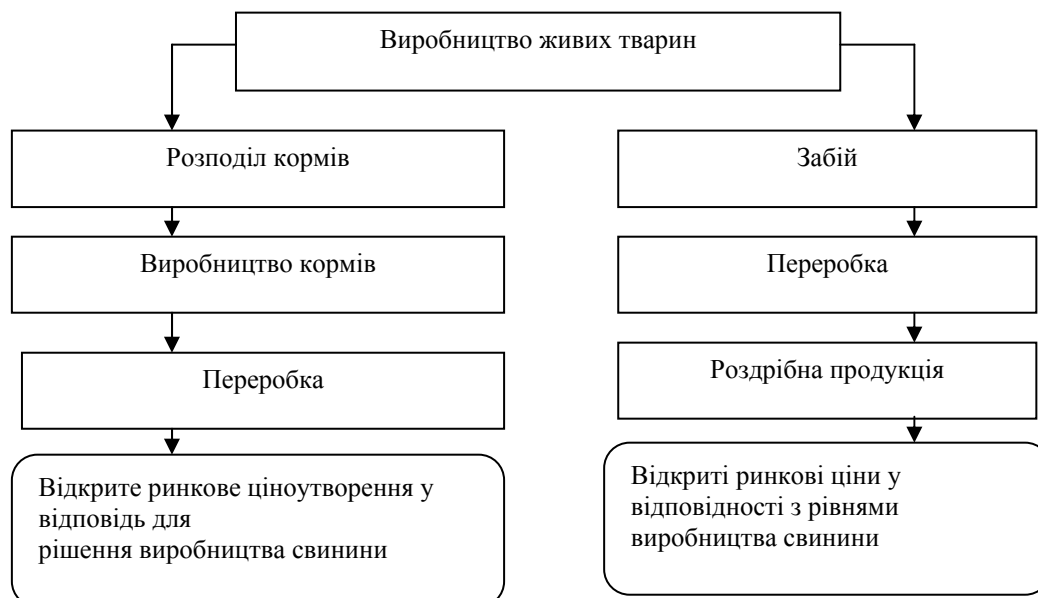 Виробництво живих тварин
Розподіл кормів
Виробництво кормів
Переробка
Відкрите ринкове ціноутворення у
відповідь для
рішення виробництва свинини
Забій
Переробка
Роздрібна продукція
Відкриті ринкові ціни у
відповідності з рівнями
виробництва свинини